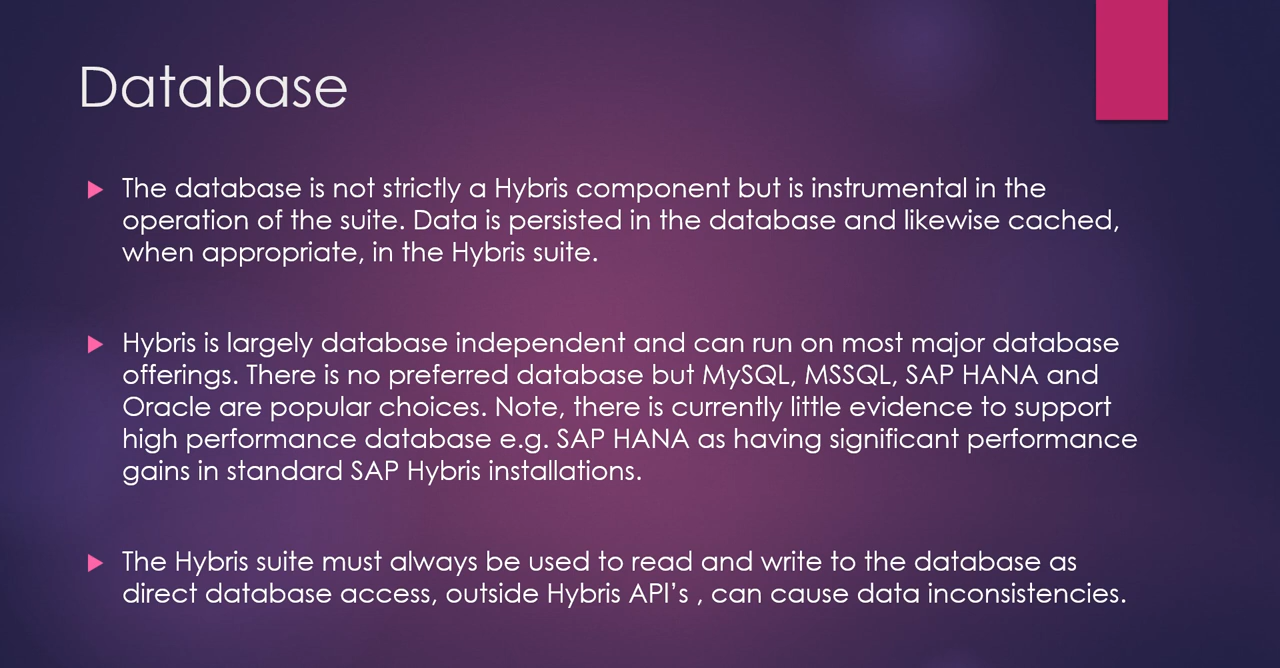 Database
The database is not strictly a Hybris component but is instrumental in the
operation of the suite. Data is persisted in the database and likewise cached,
when appropriate, in the Hybris suite.
Hybris is largely database independent and can run on most major database
offerings. There is no preferred database but MySQL, MSSQL, SAP HANA and
Oracle are popular choices. Note, there is currently little evidence to support
high performance database e.g. SAP HANA as having significant performance
gains in standard SAP Hybris installations.
The Hybris suite must always be used to read and write to the database as
direct database access, outside Hybris API’s , can cause data inconsistencies.